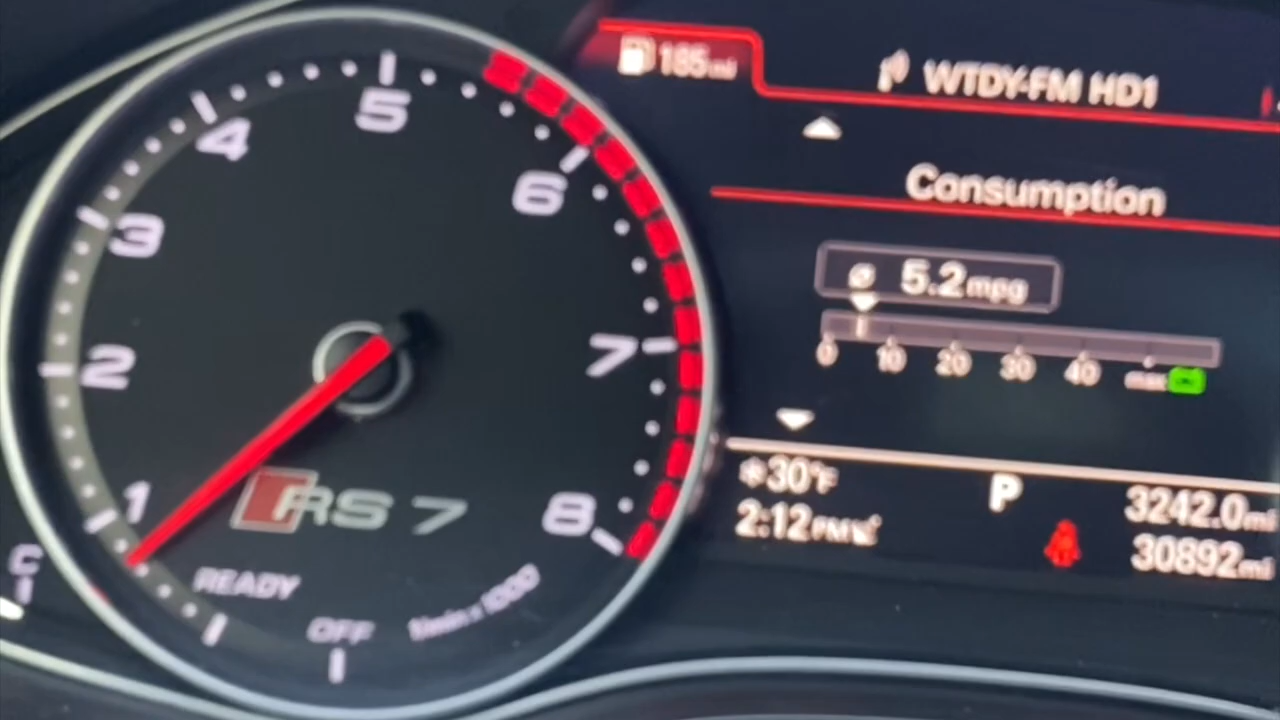 185mi
WTDY-FM HD1
Consumption
ø 5.2mpg
0 10 20 30 40 max
*30°F
P
3242.0mi
2:12PM
30892mi
1
2
3
4
5
6
7
8
RS 7
READY
OFF
1/min x 1000
C